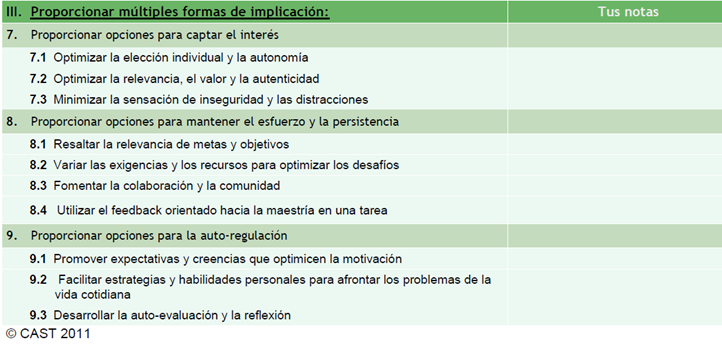 III. Proporcionar múltiples formas de implicación: Tus notas
7. Proporcionar opciones para captar el interés
7.1 Optimizar la elección individual y la autonomía
7.2 Optimizar la relevancia, el valor y la autenticidad
7.3 Minimizar la sensación de inseguridad y las distracciones
8. Proporcionar opciones para mantener el esfuerzo y la persistencia
8.1 Resaltar la relevancia de metas y objetivos
8.2 Variar las exigencias y los recursos para optimizar los desafíos
8.3 Fomentar la colaboración y la comunidad
8.4 Utilizar el feedback orientado hacia la maestría en una tarea
9. Proporcionar opciones para la auto-regulación
9.1 Promover expectativas y creencias que optimicen la motivación
9.2 Facilitar estrategias y habilidades personales para afrontar los problemas de la
vida cotidiana
9.3 Desarrollar la auto-evaluación y la reflexión
© CAST 2011